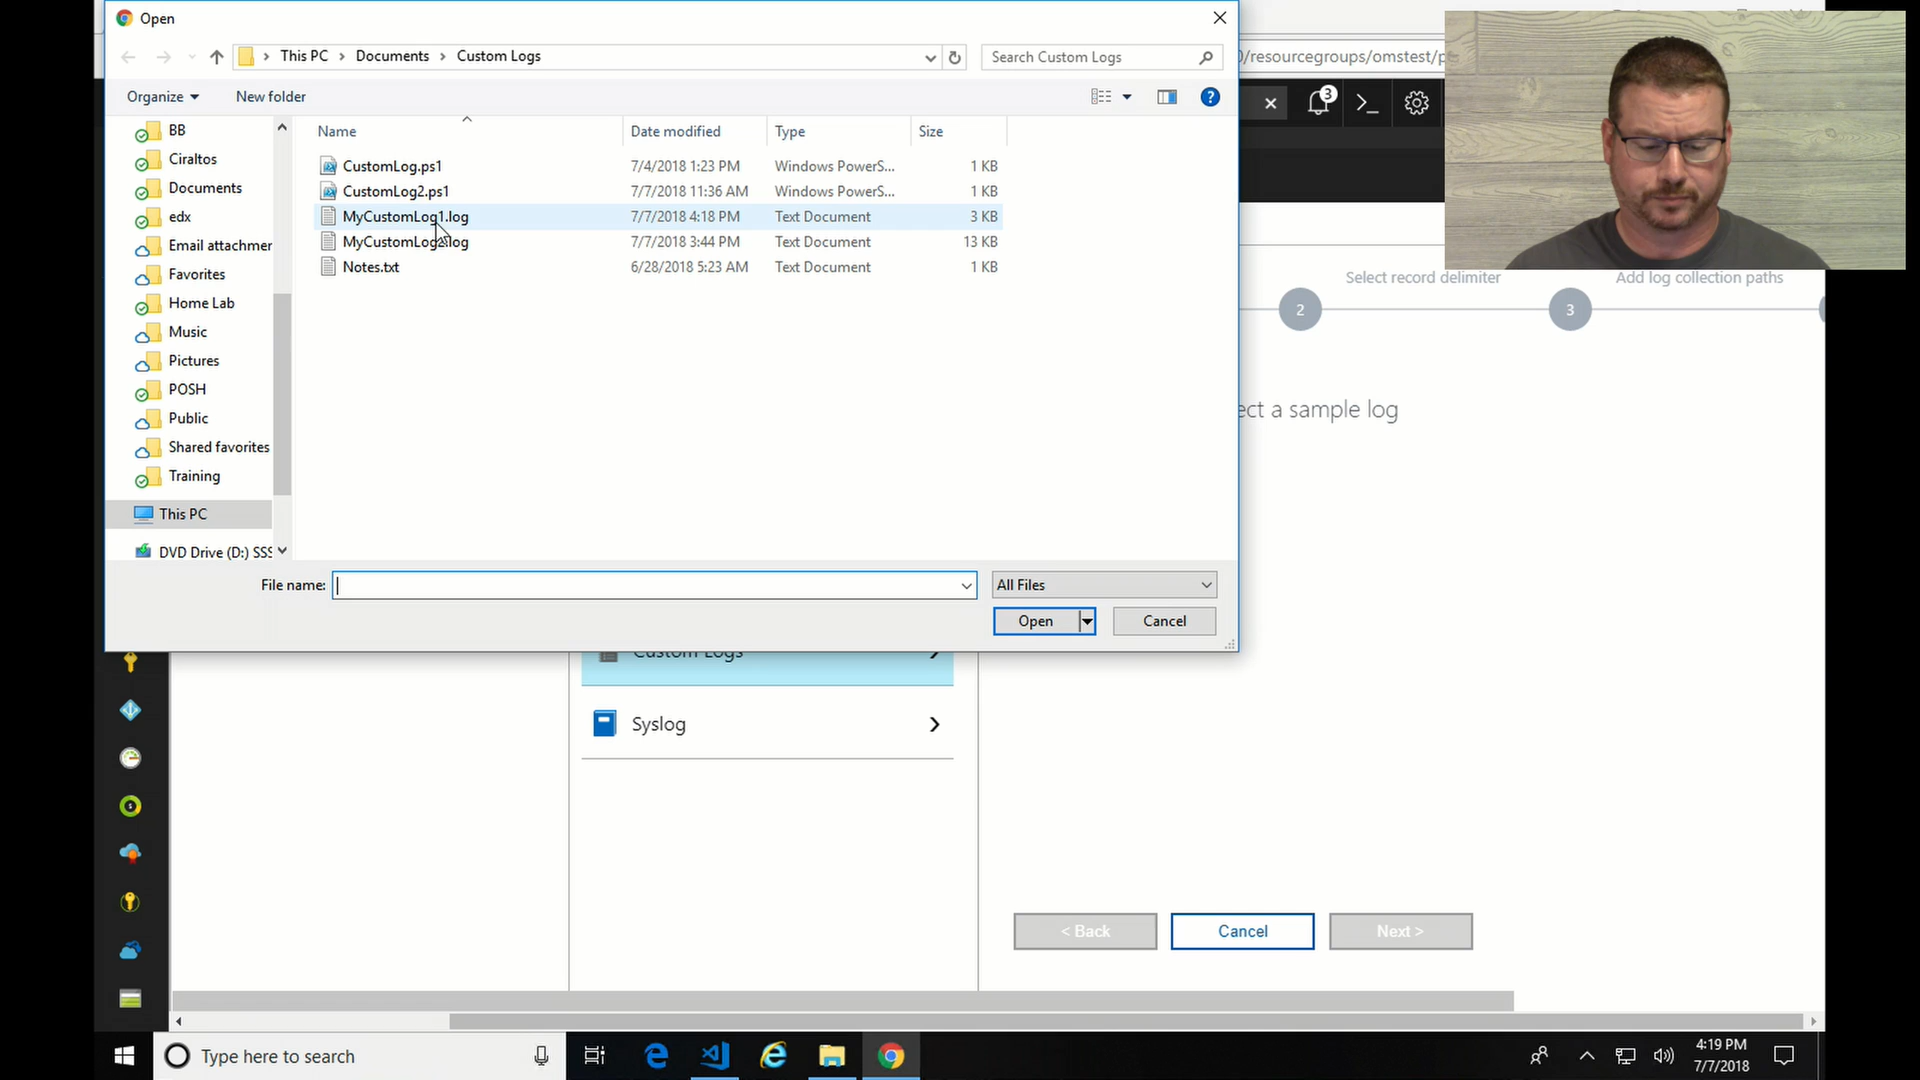 Open
This PC > Documents > Custom Logs
Search Custom Logs
/resourcegroups/omstest/p
Organize
New folder
3
Name
Date modified
Type
Size
BB
Ciraltos
Documents
edx
Email attachmer
Favorites
Home Lab
Music
Pictures
POSH
Public
Shared favorites
Training
This PC
DVD Drive (D:) SSS
CustomLog.ps1 7/4/2018 1:23 PM Windows PowerS... 1 KB
CustomLog2.ps1 7/7/2018 11:36 AM Windows PowerS... 1 KB
MyCustomLog1.log 7/7/2018 4:18 PM Text Document 3 KB
MyCustomLog2.log 7/7/2018 3:44 PM Text Document 13 KB
Notes.txt 6/28/2018 5:23 AM Text Document 1 KB
File name:
All Files
Open
Cancel
Select record delimiter
Add log collection paths
2
3
ect a sample log
Custom Logs
Syslog
< Back
Cancel
Next >
Type here to search
4:19 PM
7/7/2018